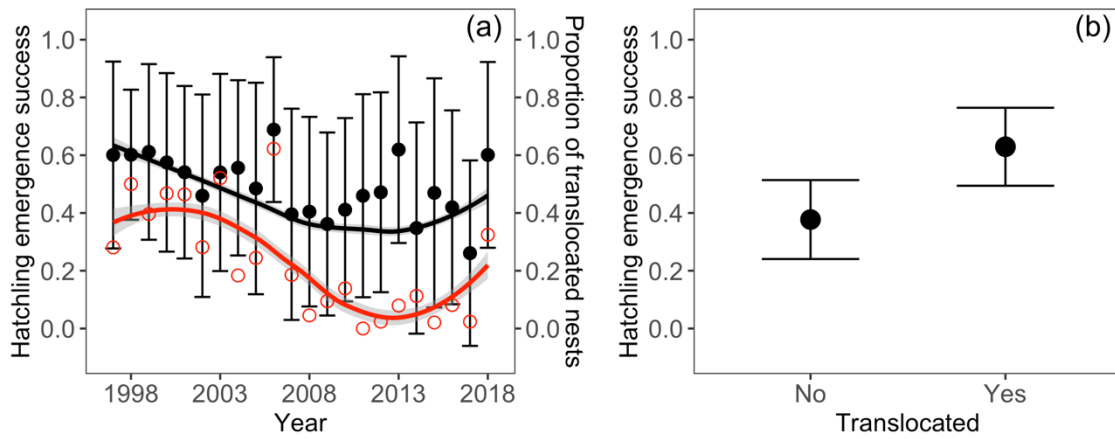 (a)
Hatchling emergence success
1.0
0.8
0.6
0.4
0.2
0.0
1998 2003 2008 2013 2018
Year
1.0
0.8
0.6
0.4
0.2
0.0
Proportion of translocated nests
(b)
Hatchling emergence success
1.0
0.8
0.6
0.4
0.2
0.0
No Yes
Translocated